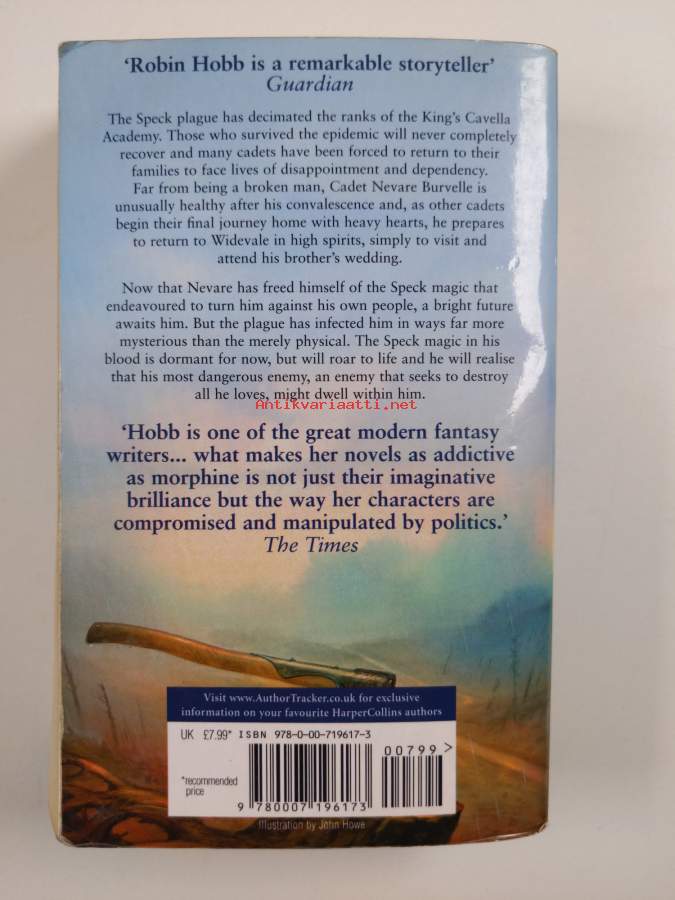 ‘Robin Hobb is a remarkable storyteller’
Guardian
The Speck plague has decimated the ranks of the King’s Cavella
Academy. Those who survived the epidemic will never completely
recover and many cadets have been forced to return to their
families to face lives of disappointment and dependency.
Far from being a broken man, Cadet Nevare Burvelle is
unusually healthy after his convalescence and, as other cadets
begin their final journey home with heavy hearts, he prepares
to return to Widevale in high spirits, simply to visit and
attend his brother’s wedding.
Now that Nevare has freed himself of the Speck magic that
endeavoured to turn him against his own people, a bright future
awaits him. But the plague has infected him in ways far more
mysterious than the merely physical. The Speck magic in his
blood is dormant for now, but will roar to life and he will realise
that his most dangerous enemy, an enemy that seeks to destroy
all he loves, might dwell within him.
Antikvariaatti.net
‘Hobb is one of the great modern fantasy
writers... what makes her novels as addictive
as morphine is not just their imaginative
brilliance but the way her characters are
compromised and manipulated by politics.’
The Times
Visit www.AuthorTracker.co.uk for exclusive
information on your favourite HarperCollins authors
UK £7.99* ISBN 978-0-00-719617-3
00799>
*recommended
price
9 780007 196173
Illustration by John Howe